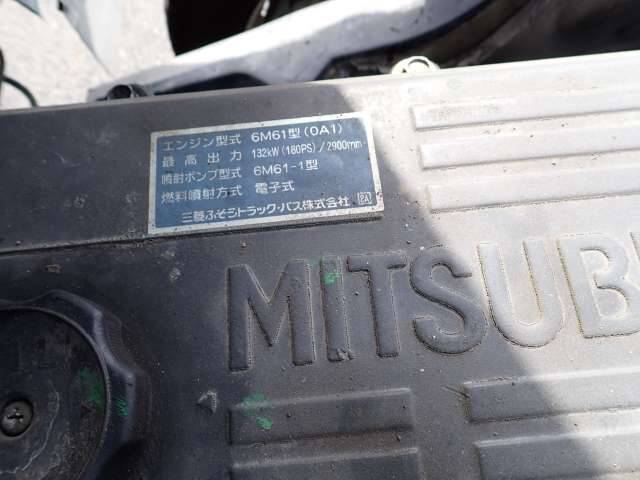 エンジン型式 6M61型(0A1)
最高出力 132kW(180PS)/2900min
噴射ポンプ型式 6M61-1型
燃料噴射方式 電子式
三菱ふそうトラック・バス株式会社
MITSUB